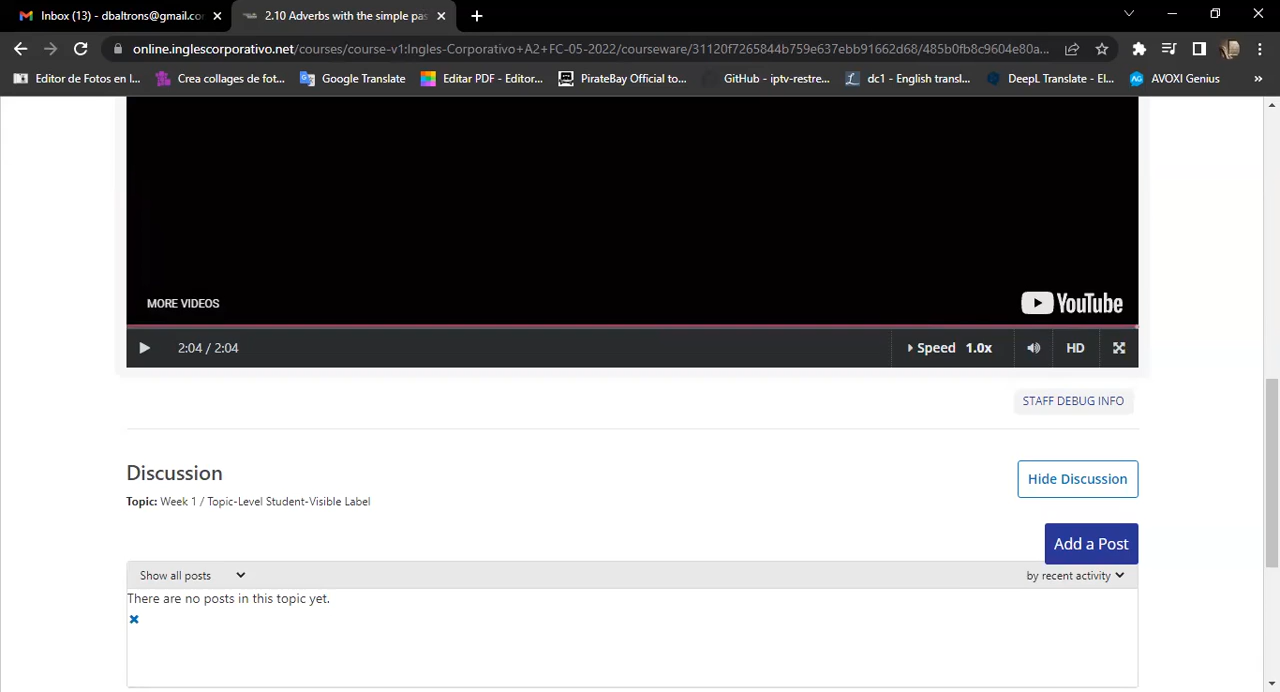 Inbox (13) - dbaltrons@gmail.co
2.10 Adverbs with the simple pas
online.inglescorporativo.net/courses/course-v1:Ingles-Corporativo+A2+FC-05-2022/courseware/31120f7265844b759e637ebb91662d68/485b0fb8c9604e80a...
Editor de Fotos en l...
Crea collages de fot...
Google Translate
Editar PDF - Editor...
PirateBay Official to...
GitHub - iptv-restre...
dc1 - English transl...
DeepL Translate - El...
AVOXI Genius
»
MORE VIDEOS
YouTube
2:04 / 2:04
Speed 1.0x
HD
STAFF DEBUG INFO
Discussion
Hide Discussion
Topic: Week 1 / Topic-Level Student-Visible Label
Add a Post
Show all posts
by recent activity
There are no posts in this topic yet.